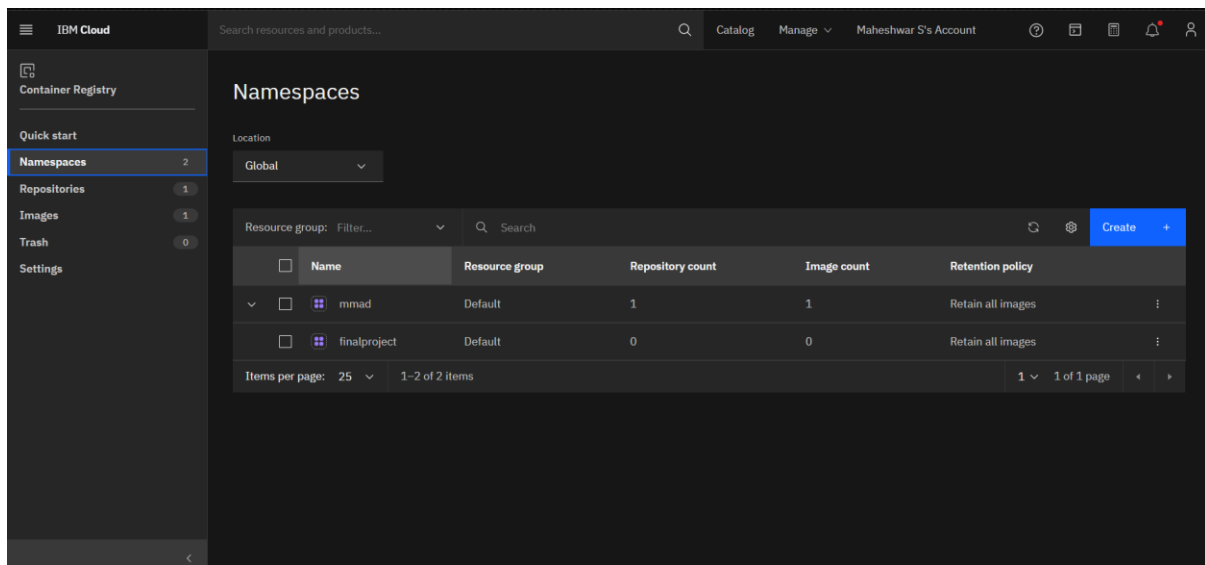 IBM Cloud
Search resources and products...
Catalog
Manage
Maheshwar S's Account
Container Registry
Quick start
Namespaces 2
Repositories 1
Images 1
Trash 0
Settings
Namespaces
Location
Global
Resource group: Filter...
Search
Create +
Name Resource group Repository count Image count Retention policy
mmad Default 1 1 Retain all images
finalproject Default 0 0 Retain all images
Items per page: 25 1–2 of 2 items 1 1 of 1 page